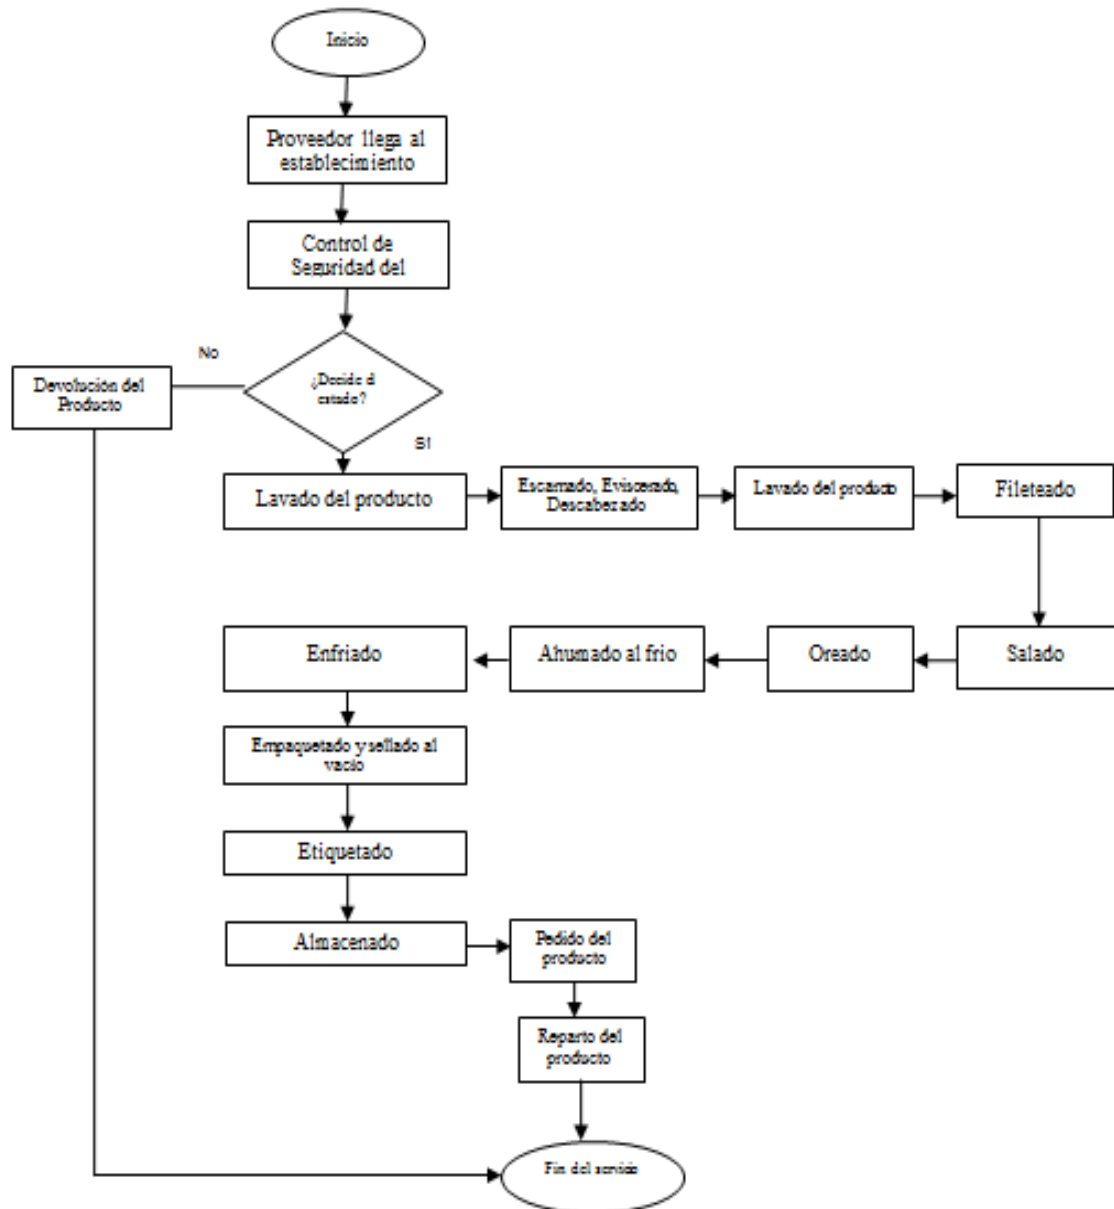 Inicio
Proveedor llega al
establecimiento
Control de
Seguridad del
No
¿Decide el
estado?
Devolución del
Producto
Sí
Lavado del producto
Escamado, Eviscerado,
Descabezado
Lavado del producto
Fileteado
Enfriado
Ahumado al frio
Oreado
Salado
Empaquetado y sellado al
vacio
Etiquetado
Almacenado
Pedido del
producto
Reparto del
producto
Fin del servicio